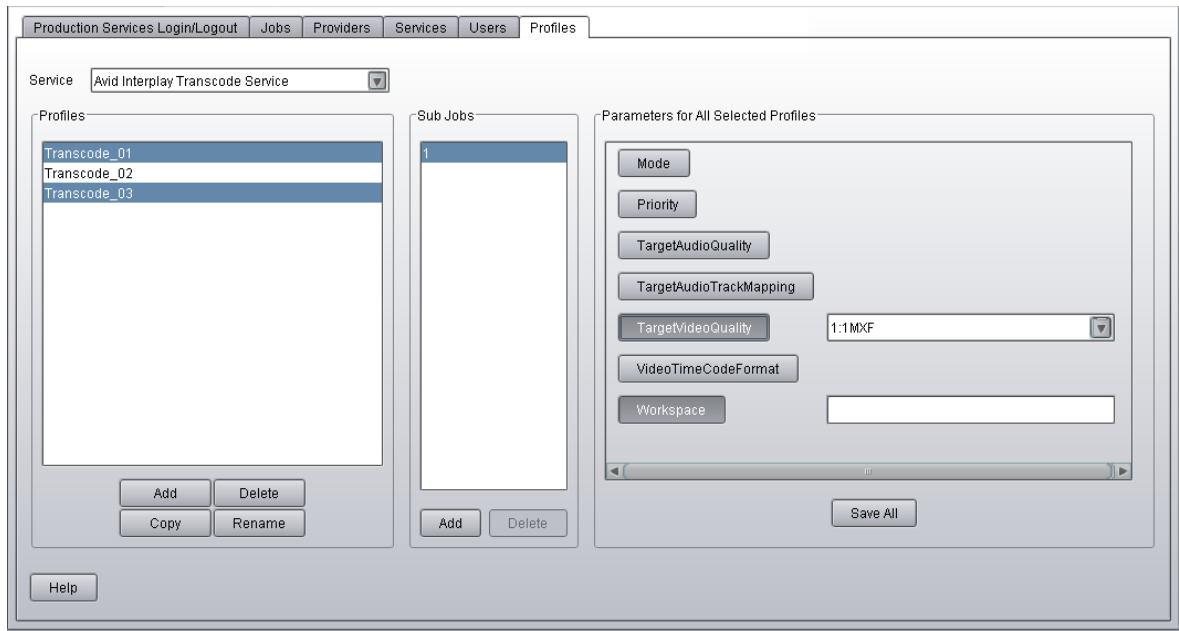 Production Services Login/Logout Jobs Providers Services Users Profiles
Service Avid Interplay Transcode Service
Profiles
Transcode_01
Transcode_02
Transcode_03
Add Delete
Copy Rename
Sub Jobs
1
Add Delete
Parameters for All Selected Profiles
Mode
Priority
TargetAudioQuality
TargetAudioTrackMapping
TargetVideoQuality 1:1 MXF
VideoTimeCodeFormat
Workspace
Save All
Help